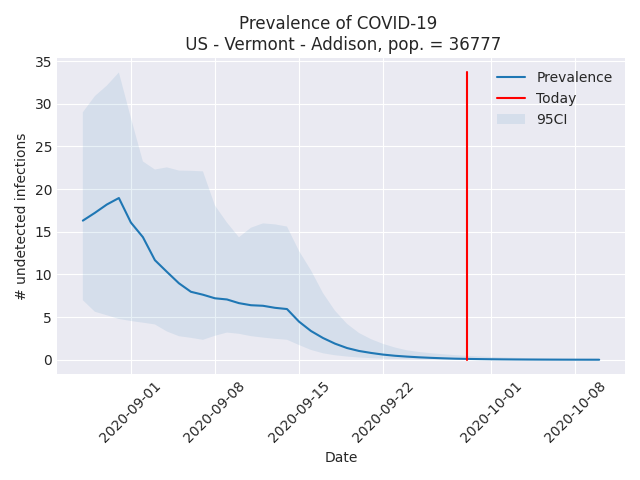 Prevalence of COVID-19
US - Vermont - Addison, pop. = 36777
35
30
25
20
15
10
5
0
# undetected infections
Prevalence
Today
95CI
2020-09-01
2020-09-08
2020-09-15
2020-09-22
2020-10-01
2020-10-08
Date